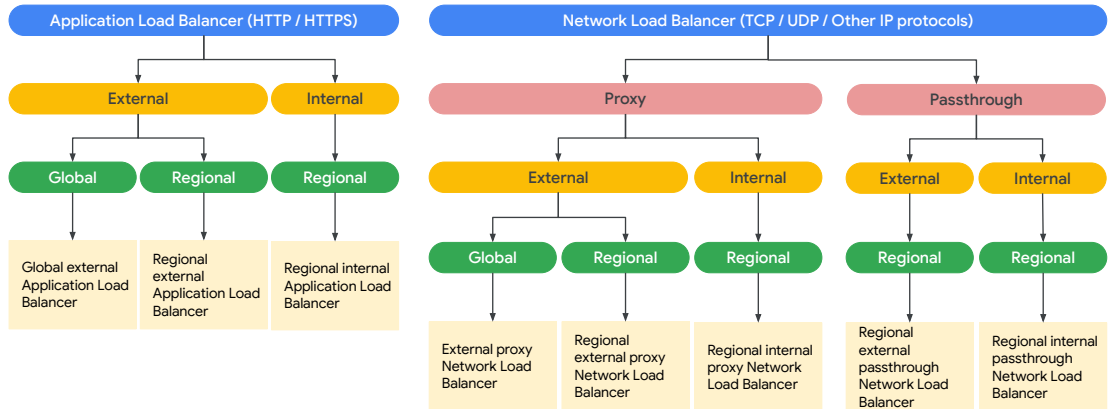 Application Load Balancer (HTTP / HTTPS)
Network Load Balancer (TCP / UDP / Other IP protocols)
External
Internal
Proxy
Passthrough
Global
Regional
Regional
External
Internal
External
Internal
Global external
Application Load
Balancer
Regional
external
Application Load
Balancer
Regional internal
Application Load
Balancer
Global
Regional
Regional
Regional
Regional
External proxy
Network Load
Balancer
Regional
external proxy
Network Load
Balancer
Regional internal
proxy Network
Load Balancer
Regional
external
passthrough
Network Load
Balancer
Regional internal
passthrough
Network Load
Balancer